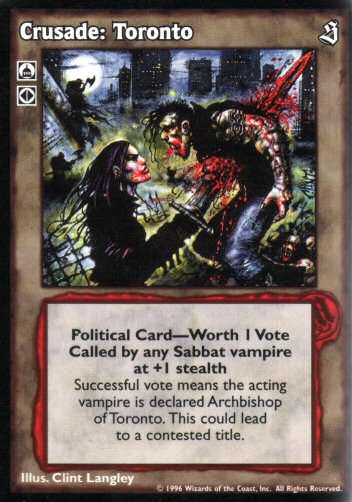 Crusade: Toronto
Political Card—Worth 1 Vote
Called by any Sabbat vampire
at +1 stealth
Successful vote means the acting
vampire is declared Archbishop
of Toronto. This could lead
to a contested title.
Illus. Clint Langley
© 1996 Wizards of the Coast, Inc. All Rights Reserved.